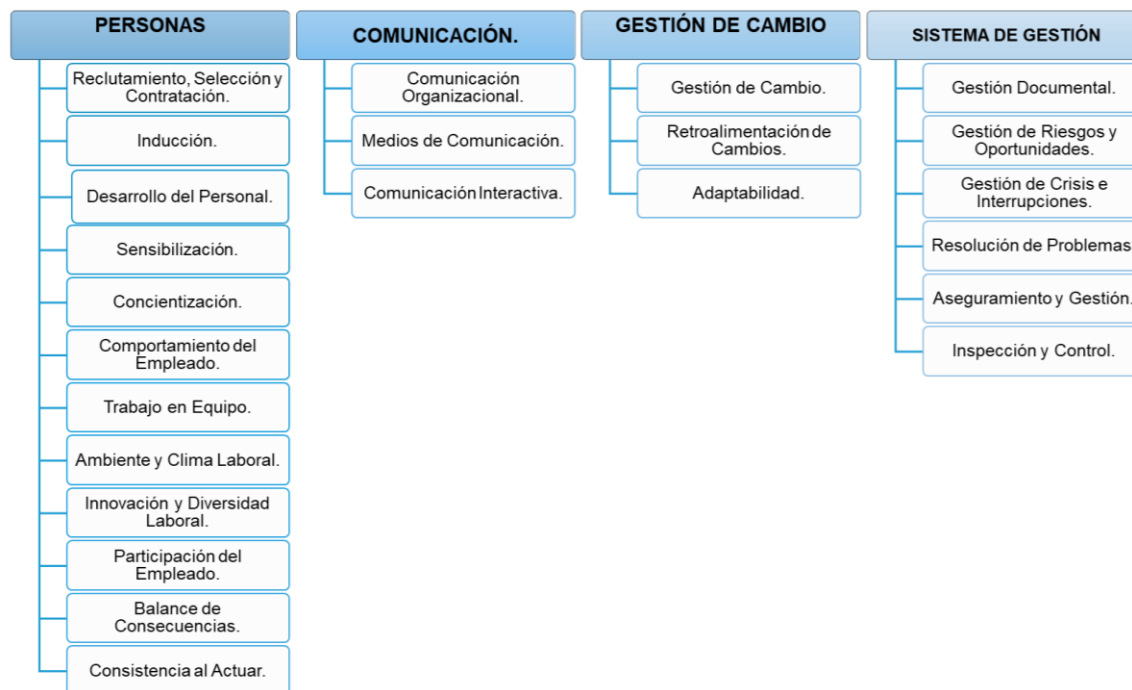 PERSONAS
Reclutamiento, Selección y
Contratación.
Inducción.
Desarrollo del Personal.
Sensibilización.
Concientización.
Comportamiento del
Empleado.
Trabajo en Equipo.
Ambiente y Clima Laboral.
Innovación y Diversidad
Laboral.
Participación del
Empleado.
Balance de
Consecuencias.
Consistencia al Actuar.
COMUNICACIÓN.
Comunicación
Organizacional.
Medios de Comunicación.
Comunicación Interactiva.
GESTIÓN DE CAMBIO
Gestión de Cambio.
Retroalimentación de
Cambios.
Adaptabilidad.
SISTEMA DE GESTIÓN
Gestión Documental.
Gestión de Riesgos y
Oportunidades.
Gestión de Crisis e
Interrupciones.
Resolución de Problemas
Aseguramiento y Gestión.
Inspección y Control.